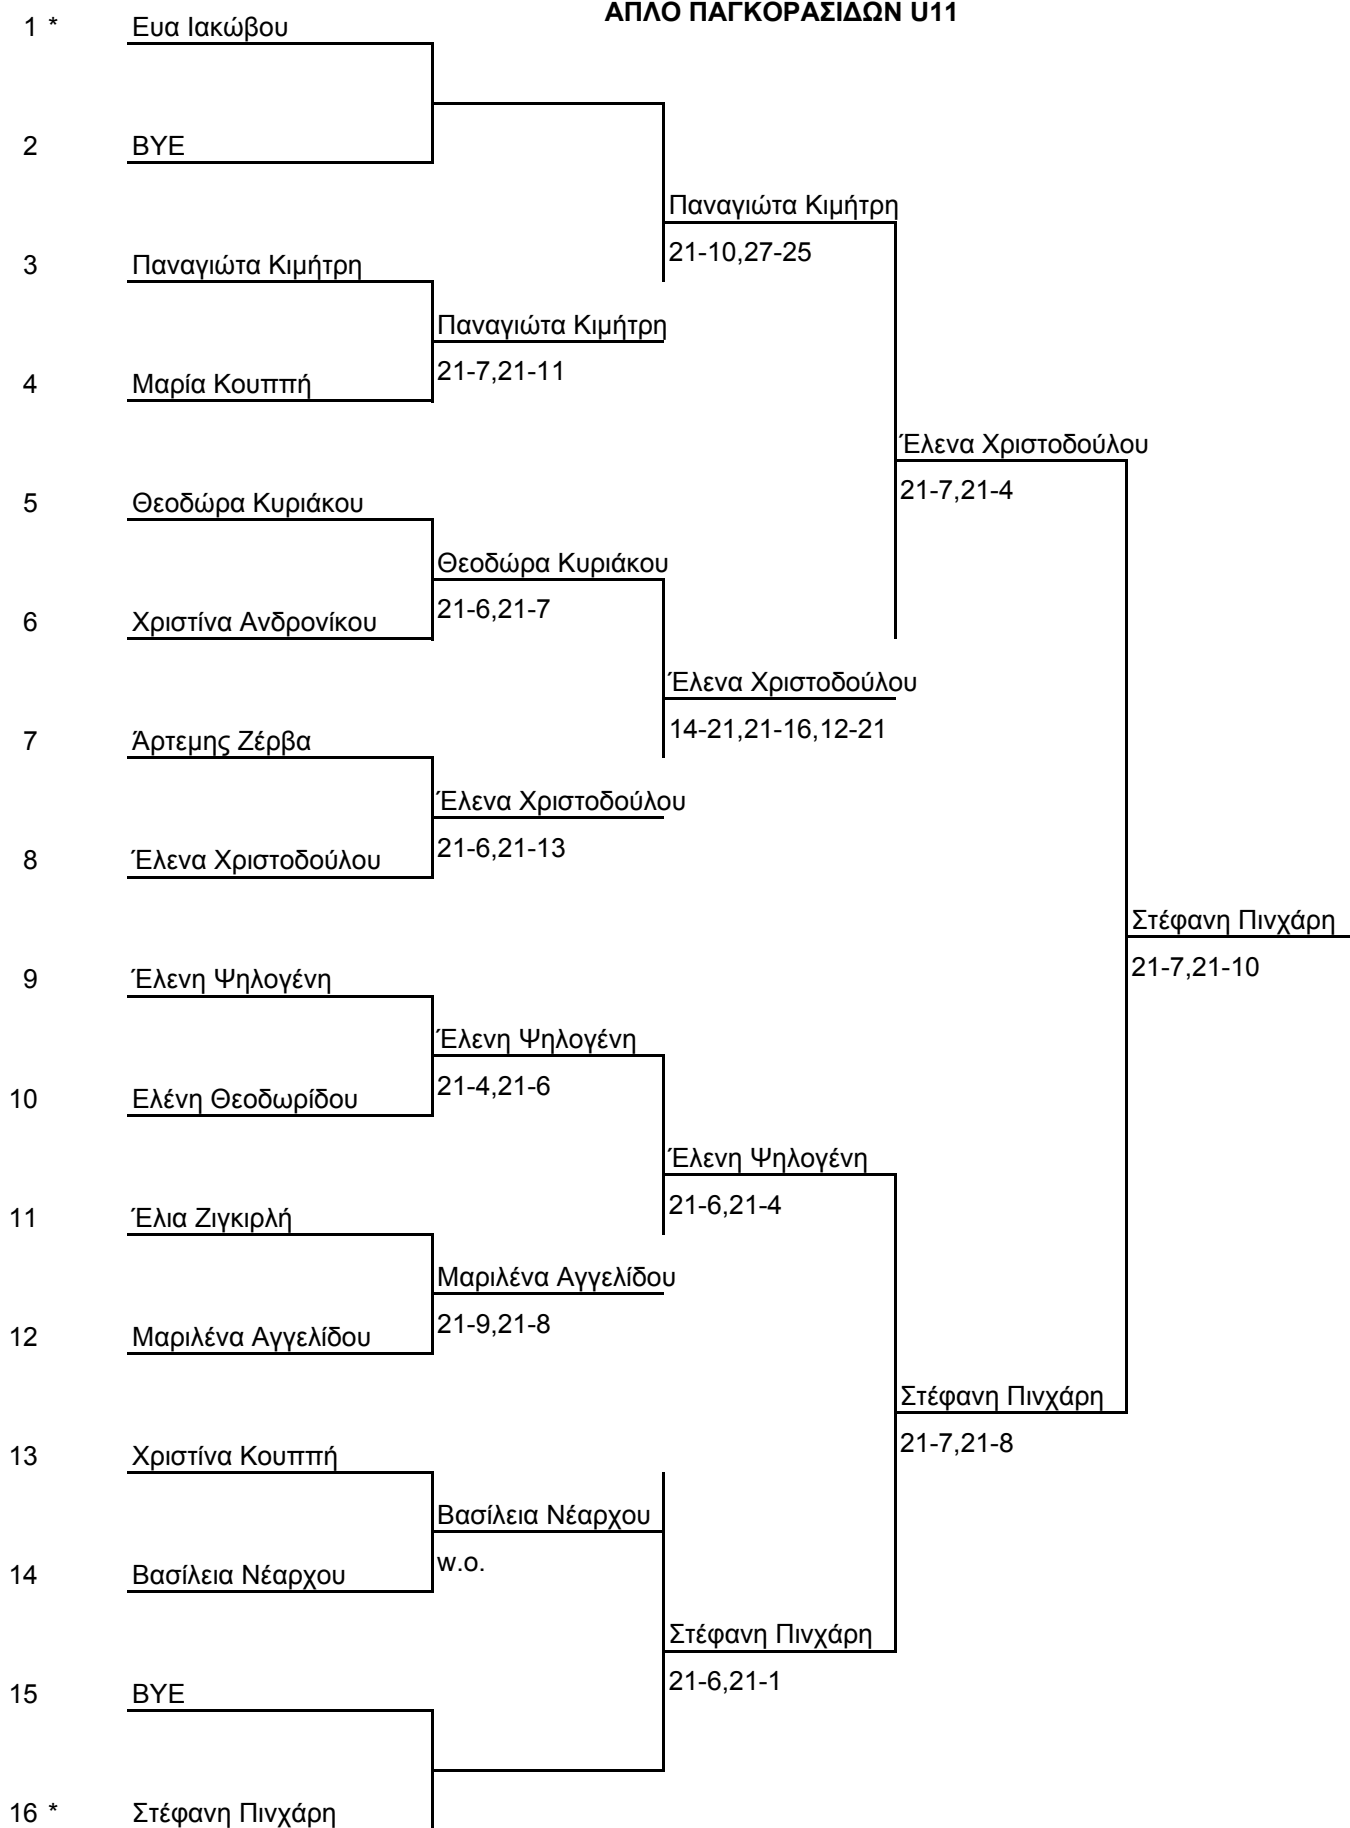 ΑΠΛΟ ΠΑΓΚΟΡΑΣΙΔΩΝ U11
1 * Ευα Ιακώβου
2 BYE
Παναγιώτα Κιμήτρη
21-10,27-25
3 Παναγιώτα Κιμήτρη
Παναγιώτα Κιμήτρη
21-7,21-11
4 Μαρία Κουππή
Έλενα Χριστοδούλου
21-7,21-4
5 Θεοδώρα Κυριάκου
Θεοδώρα Κυριάκου
21-6,21-7
6 Χριστίνα Ανδρονίκου
Έλενα Χριστοδούλου
14-21,21-16,12-21
7 Άρτεμης Ζέρβα
Έλενα Χριστοδούλου
21-6,21-13
8 Έλενα Χριστοδούλου
Στέφανη Πινχάρη
21-7,21-10
9 Έλενη Ψηλογένη
Έλενη Ψηλογένη
21-4,21-6
10 Ελένη Θεοδωρίδου
Έλενη Ψηλογένη
21-6,21-4
11 Έλια Ζιγκιρλή
Μαριλένα Αγγελίδου
21-9,21-8
12 Μαριλένα Αγγελίδου
Στέφανη Πινχάρη
21-7,21-8
13 Χριστίνα Κουππή
Βασίλεια Νέαρχου
w.o.
14 Βασίλεια Νέαρχου
Στέφανη Πινχάρη
21-6,21-1
15 BYE
16 * Στέφανη Πινχάρη